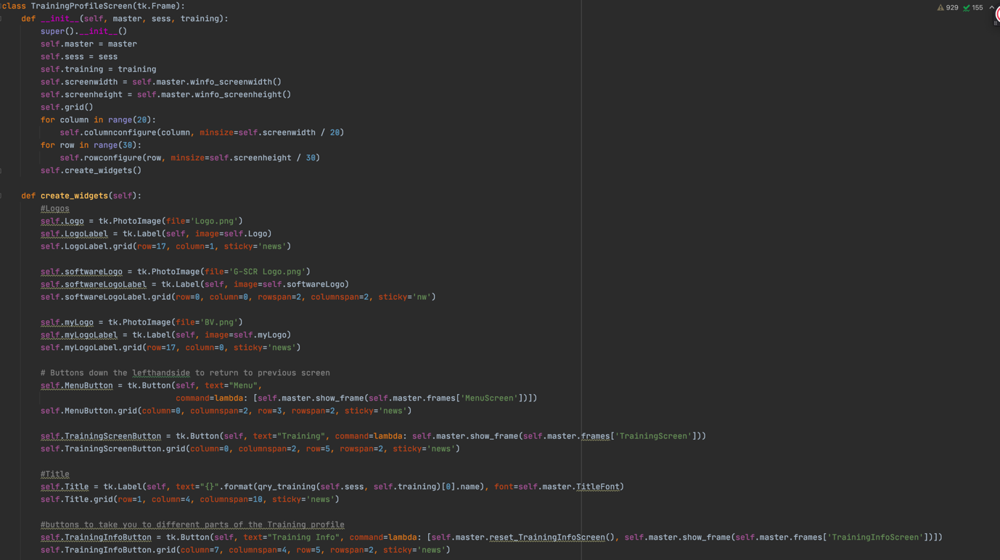 class TrainingProfileScreen(tk.Frame):
    def __init__(self, master, sess, training):
        super().__init__()
        self.master = master
        self.sess = sess
        self.training = training
        self.screenwidth = self.master.winfo_screenwidth()
        self.screenheight = self.master.winfo_screenheight()
        self.grid()
        for column in range(20):
            self.columnconfigure(column, minsize=self.screenwidth / 20)
        for row in range(30):
            self.rowconfigure(row, minsize=self.screenheight / 30)
        self.create_widgets()

    def create_widgets(self):
        #Logos
        self.Logo = tk.PhotoImage(file='Logo.png')
        self.LogoLabel = tk.Label(self, image=self.Logo)
        self.LogoLabel.grid(row=17, column=1, sticky='news')

        self.softwareLogo = tk.PhotoImage(file='G-SCR Logo.png')
        self.softwareLogoLabel = tk.Label(self, image=self.softwareLogo)
        self.softwareLogoLabel.grid(row=0, column=0, rowspan=2, columnspan=2, sticky='nw')

        self.myLogo = tk.PhotoImage(file='BV.png')
        self.myLogoLabel = tk.Label(self, image=self.myLogo)
        self.myLogoLabel.grid(row=17, column=0, sticky='news')

        # Buttons down the lefthandside to return to previous screen
        self.MenuButton = tk.Button(self, text="Menu",
                                    command=lambda: [self.master.show_frame(self.master.frames['MenuScreen'])])
        self.MenuButton.grid(column=0, columnspan=2, row=3, rowspan=2, sticky='news')

        self.TrainingScreenButton = tk.Button(self, text="Training", command=lambda: self.master.show_frame(self.master.frames['TrainingScreen']))
        self.TrainingScreenButton.grid(column=0, columnspan=2, row=5, rowspan=2, sticky='news')

        #Title
        self.Title = tk.Label(self, text="{}".format(qry_training(self.sess, self.training)[0].name), font=self.master.TitleFont)
        self.Title.grid(row=1, column=4, columnspan=10, sticky='news')

        #buttons to take you to different parts of the Training profile
        self.TrainingInfoButton = tk.Button(self, text="Training Info", command=lambda: [self.master.reset_TrainingInfoScreen(), self.master.show_frame(self.master.frames['TrainingInfoScreen'])])
        self.TrainingInfoButton.grid(column=7, columnspan=4, row=5, rowspan=2, sticky='news')
929 155